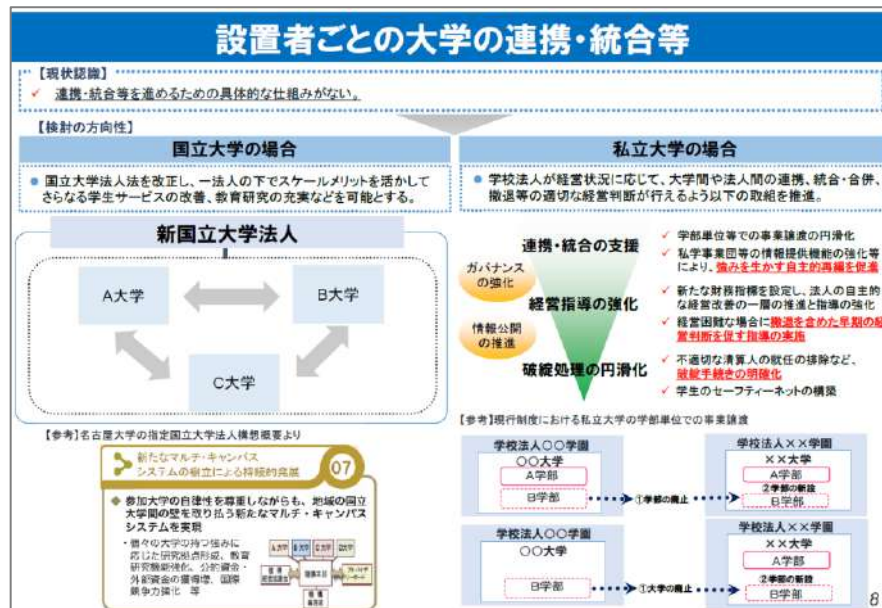 設置者ごとの大学の連携・統合等
【現状認識】
✓ 連携・統合等を進めるための具体的な仕組みがない。
【検討の方向性】
国立大学の場合
● 国立大学法人法を改正し、一法人の下でスケールメリットを活かして
さらなる学生サービスの改善、教育研究の充実などを可能とする。
新国立大学法人
A大学
B大学
C大学
【参考】名古屋大学の指定国立大学法人構想概要より
新たなマルチ・キャンパス
システムの樹立による持続的発展
07
◆ 参加大学の自律性を尊重しながらも、地域の国立
大学間の壁を取り払う新たなマルチ・キャンパス
システムを実現
・個々の大学の持つ強みに
応じた研究拠点形成、教育
研究機能強化、公的資金・
外部資金の獲得増、国際
競争力強化 等
私立大学の場合
● 学校法人が経営状況に応じて、大学間や法人間の連携、統合・合併、
撤退等の適切な経営判断が行えるよう以下の取組を推進。
連携・統合の支援
ガバナンス
の強化
経営指導の強化
情報公開
の推進
破綻処理の円滑化
✓ 学部単位等での事業譲渡の円滑化
✓ 私学事業団等の情報提供機能の強化等
により、強みを生かす自主的再編を促進
✓ 新たな財務指標を設定し、法人の自主的
な経営改善の一層の推進と指導の強化
✓ 経営困難な場合に撤退を含めた早期の経
営判断を促す指導の実施
✓ 不適切な清算人の就任の排除など、
破綻手続きの明確化
✓ 学生のセーフティーネットの構築
【参考】現行制度における私立大学の学部単位での事業譲渡
学校法人〇〇学園
〇〇大学
A学部
B学部
①学部の廃止
学校法人××学園
××大学
A学部
②学部の新設
B学部
学校法人〇〇学園
〇〇大学
B学部
①大学の廃止
学校法人××学園
××大学
A学部
②学部の新設
B学部
8